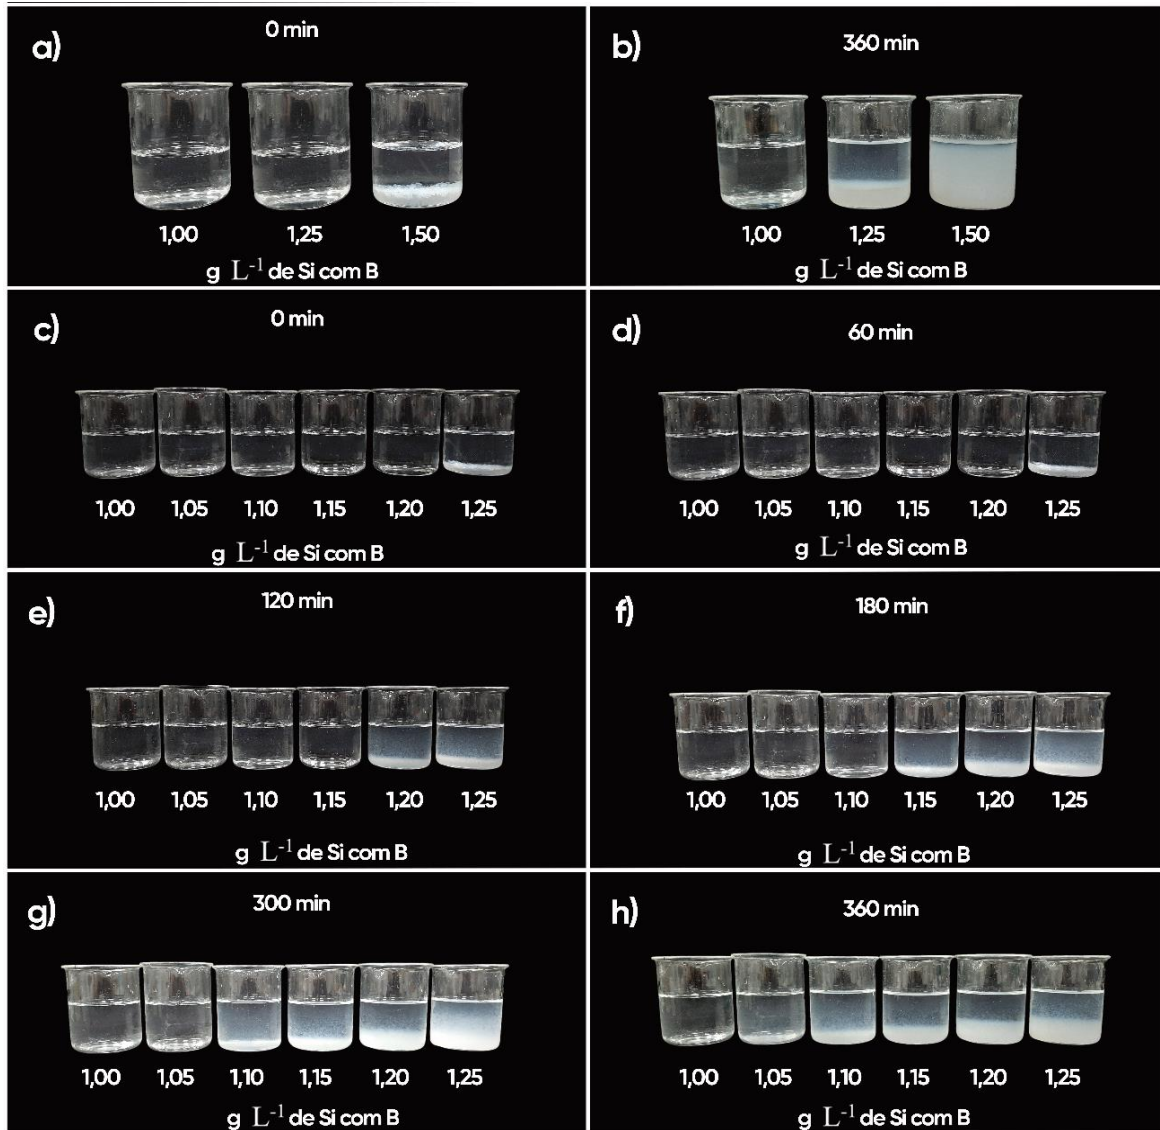 a)
0 min
1,00 1,25 1,50
g L⁻¹ de Si com B
b)
360 min
1,00 1,25 1,50
g L⁻¹ de Si com B
c)
0 min
1,00 1,05 1,10 1,15 1,20 1,25
g L⁻¹ de Si com B
d)
60 min
1,00 1,05 1,10 1,15 1,20 1,25
g L⁻¹ de Si com B
e)
120 min
1,00 1,05 1,10 1,15 1,20 1,25
g L⁻¹ de Si com B
f)
180 min
1,00 1,05 1,10 1,15 1,20 1,25
g L⁻¹ de Si com B
g)
300 min
1,00 1,05 1,10 1,15 1,20 1,25
g L⁻¹ de Si com B
h)
360 min
1,00 1,05 1,10 1,15 1,20 1,25
g L⁻¹ de Si com B